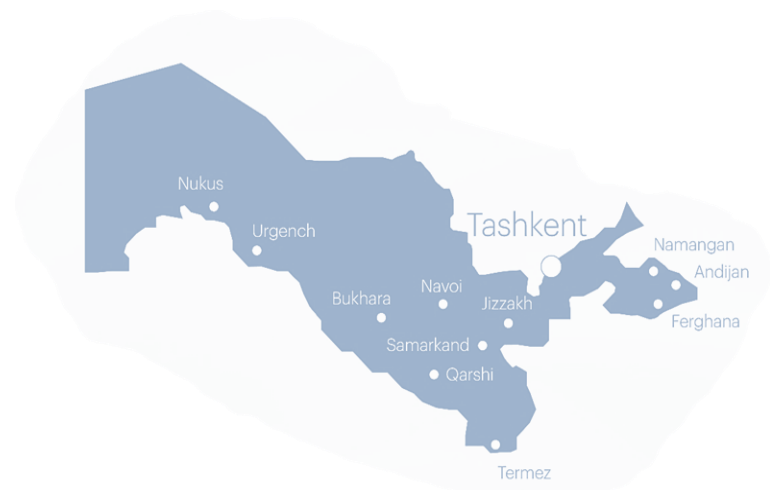 Nukus
Urgench
Tashkent
Namangan
Andijan
Ferghana
Navoi
Bukhara
Jizzakh
Samarkand
Qarshi
Termez